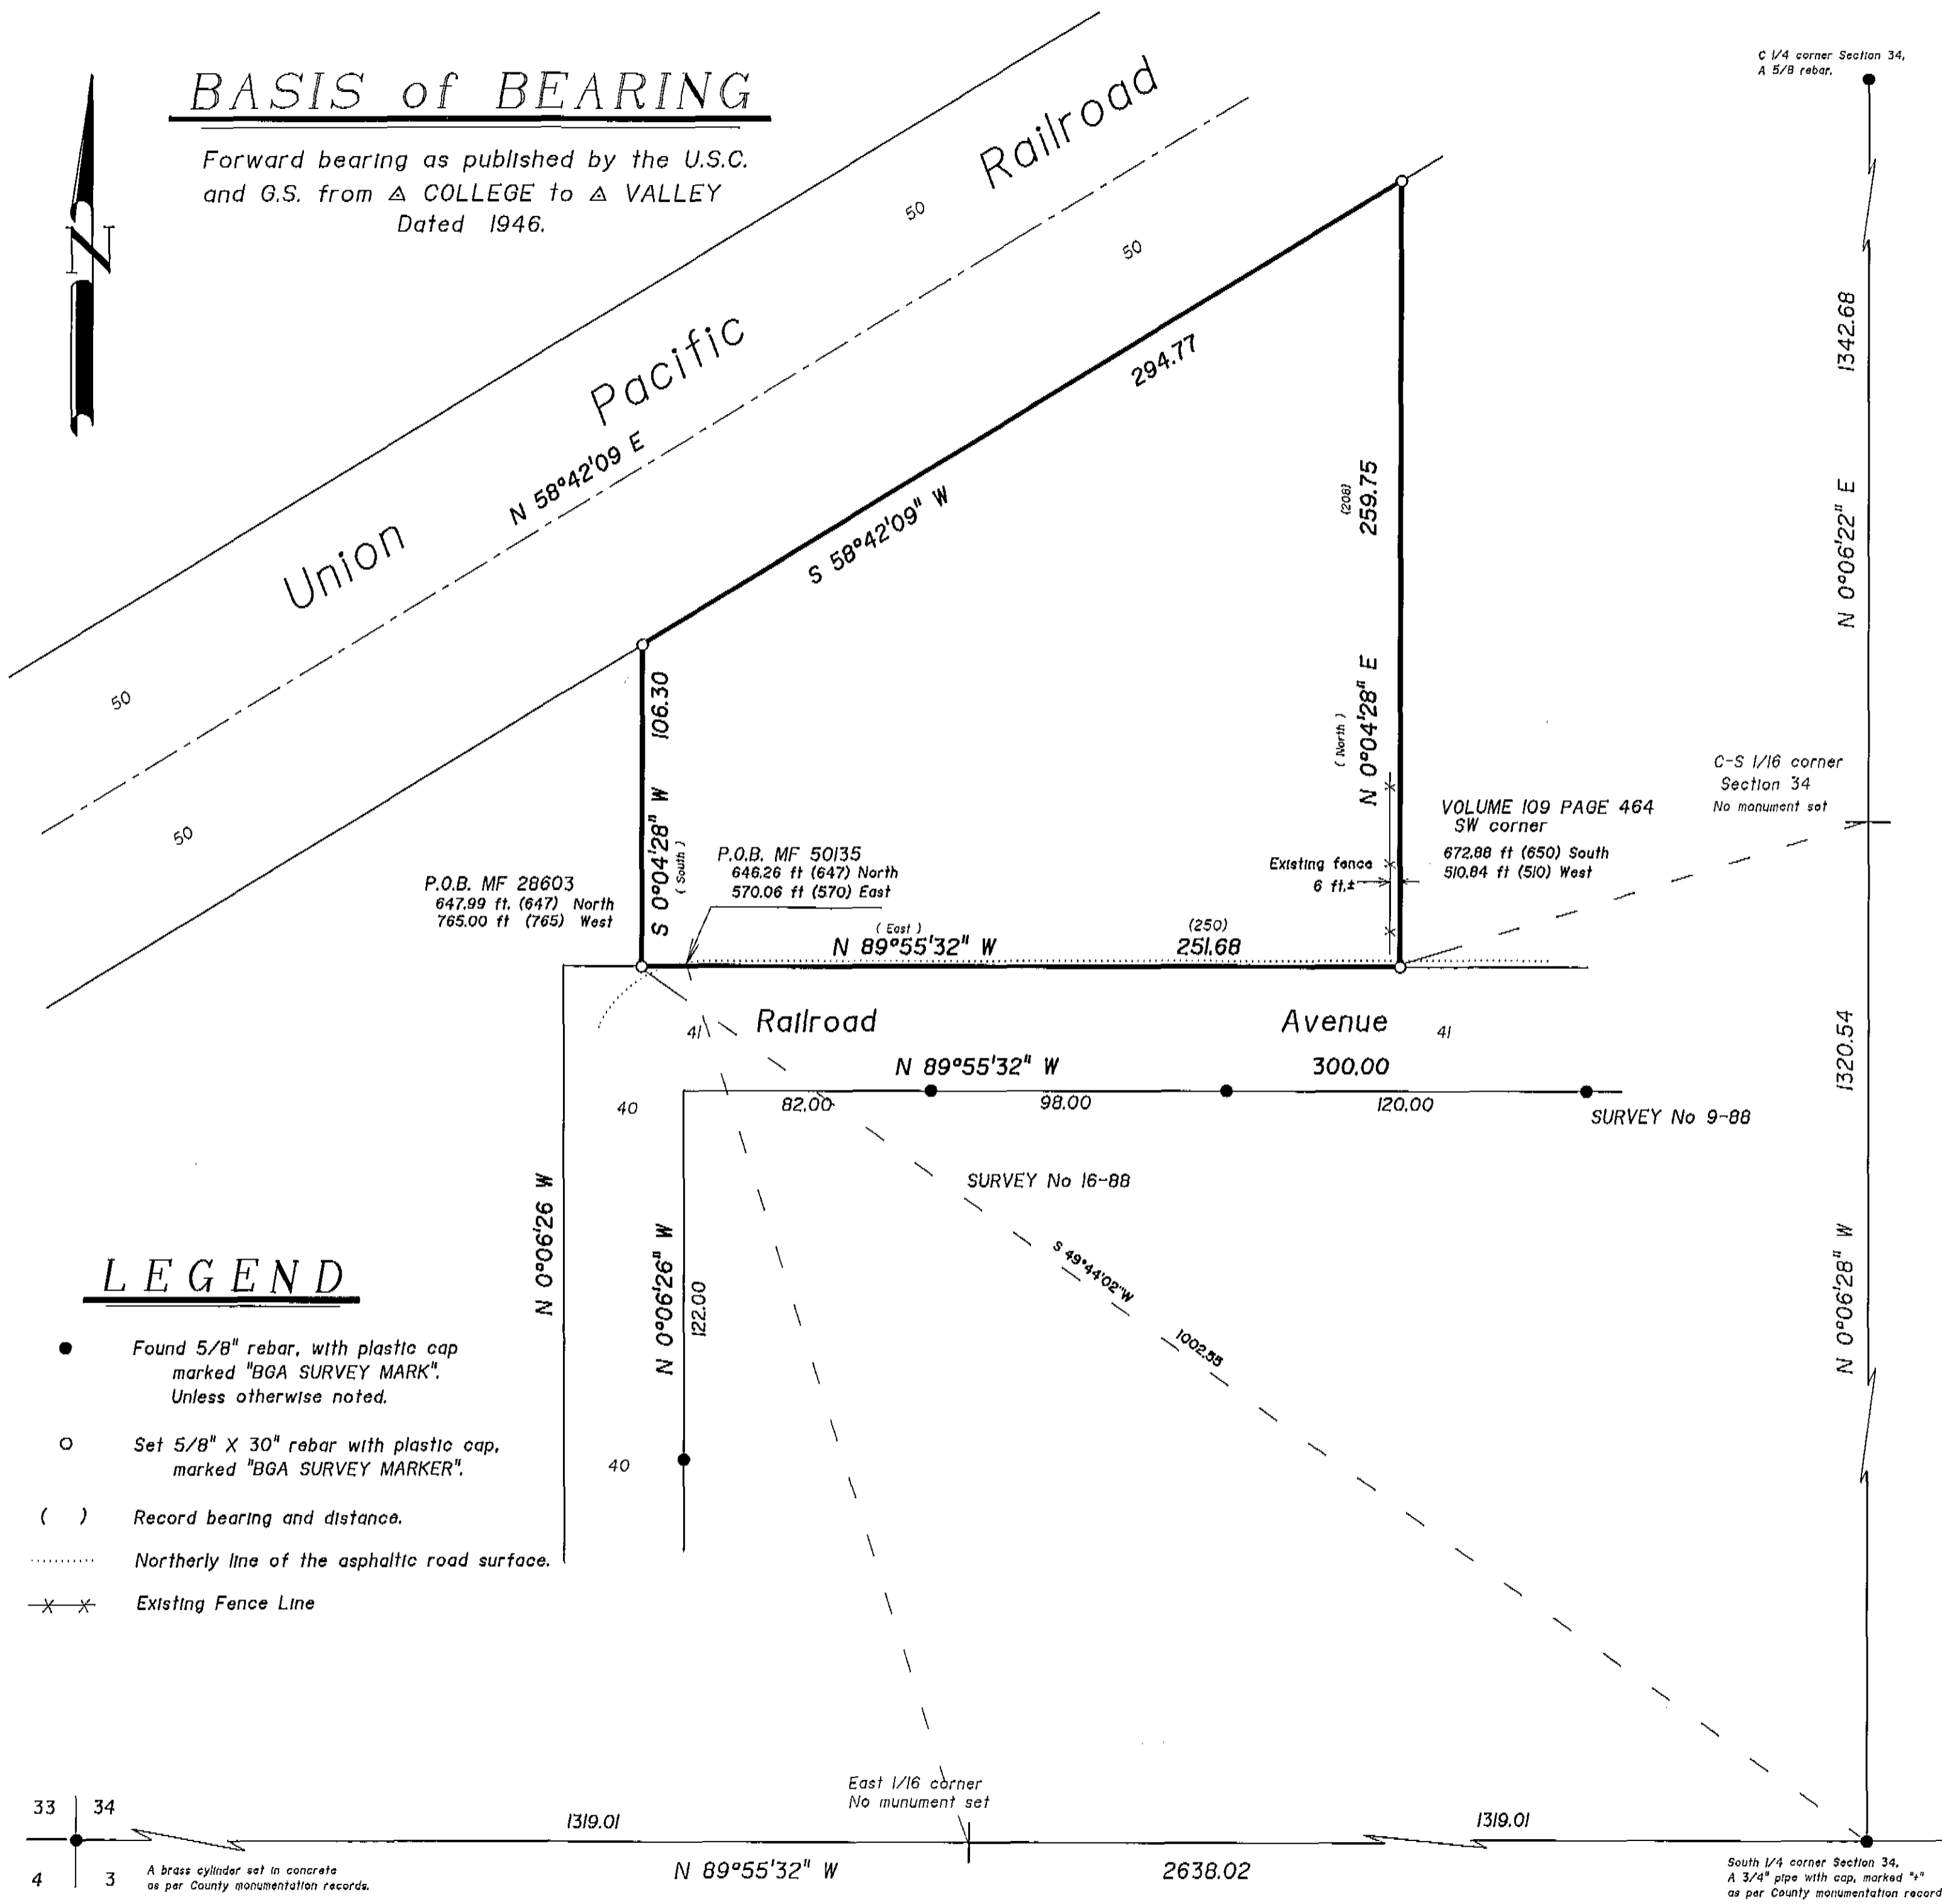 BASIS of BEARING
Forward bearing as published by the U.S.C.
and G.S. from △ COLLEGE to △ VALLEY
Dated 1946.
N
C 1/4 corner Section 34,
A 5/8 rebar.
Union Pacific Railroad
50
50
50
50
N 58°42'09 E
294.77
S 58°42'09" W
1342.68
N 0°06'22" E
(208)
259.75
(North)
N 0°04'28" E
106.30
S 0°04'28" W
(South)
C-S 1/16 corner
Section 34
No monument set
VOLUME 109 PAGE 464
SW corner
672.88 ft (650) South
510.84 ft (510) West
Existing fence
6 ft.±
P.O.B. MF 50135
646.26 ft (647) North
570.06 ft (570) East
P.O.B. MF 28603
647.99 ft. (647) North
765.00 ft (765) West
(East)
N 89°55'32" W
(250)
251.68
41
Railroad Avenue
41
N 89°55'32" W
300.00
40
82.00
98.00
120.00
SURVEY No 9-88
1320.54
N 0°06'28" W
SURVEY No 16-88
S 49°44'02"W
1002.55
N 0°06'26 W
N 0°06'26" W
122.00
40
LEGEND
Found 5/8" rebar, with plastic cap
marked "BGA SURVEY MARK".
Unless otherwise noted.
Set 5/8" X 30" rebar with plastic cap,
marked "BGA SURVEY MARKER".
( ) Record bearing and distance.
Northerly line of the asphaltic road surface.
Existing Fence Line
East 1/16 corner
No munument set
33 34
4 3
1319.01
1319.01
A brass cylinder set in concrete
as per County monumentation records.
N 89°55'32" W
2638.02
South 1/4 corner Section 34,
A 3/4" pipe with cap, marked "+"
as per County monumentation record